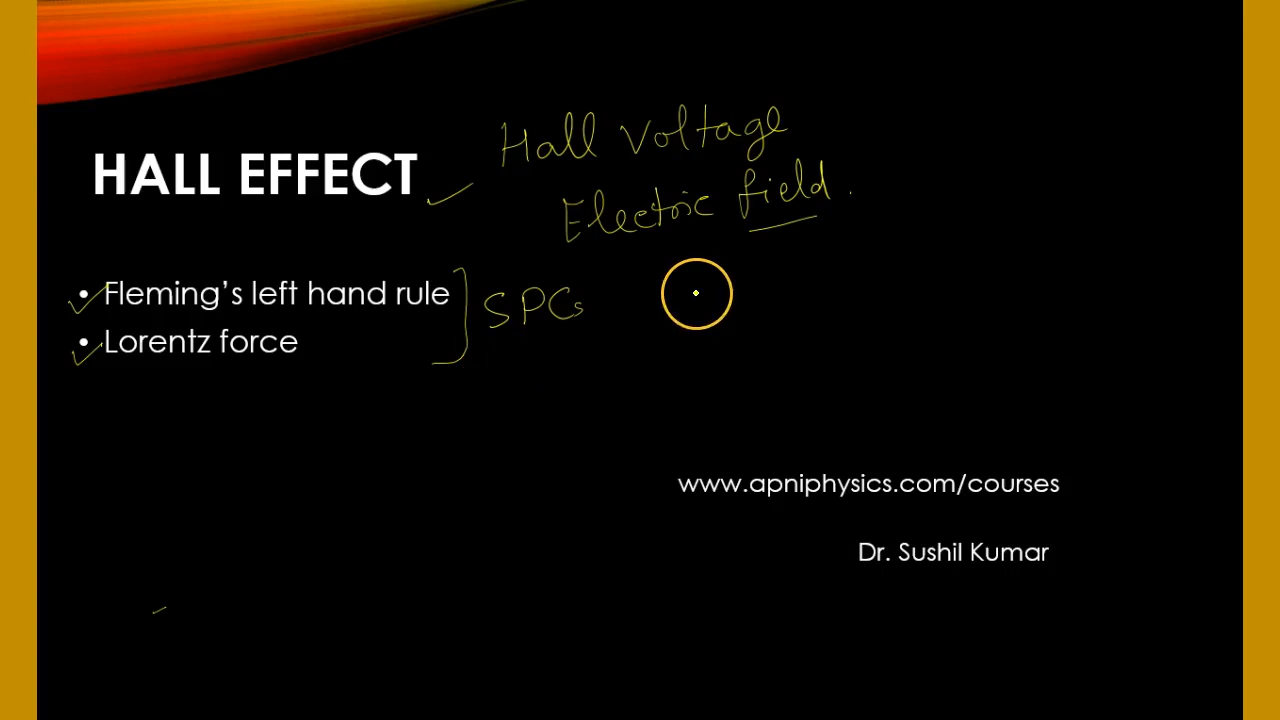 Hall Voltage
HALL EFFECT
Electric field.
• Fleming's left hand rule
SPCs
• Lorentz force
www.apniphysics.com/courses
Dr. Sushil Kumar